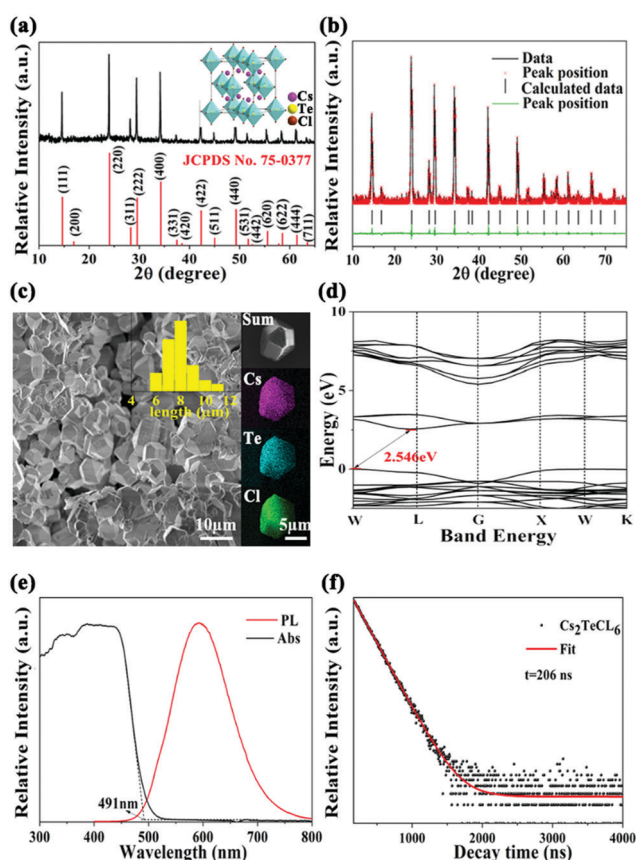 (a)
Relative Intensity (a.u.)
Cs
Te
Cl
JCPDS No. 75-0377
(111)
(200)
(220)
(311)
(222)
(400)
(331)
(420)
(422)
(511)
(440)
(531)
(442)
(620)
(622)
(444)
(711)
10 20 30 40 50 60
2θ (degree)
(b)
Relative Intensity (a.u.)
Data
Peak position
Calculated data
Peak position
10 20 30 40 50 60 70
2θ (degree)
(c)
4 6 8 10 12
length (μm)
10μm
Sum
Cs
Te
Cl
5μm
(d)
Energy (eV)
10
5
0
2.546eV
W L G X W K
Band Energy
(e)
Relative Intensity (a.u.)
PL
Abs
491nm
300 400 500 600 700 800
Wavelength (nm)
(f)
Relative Intensity (a.u.)
Cs₂TeCL₆
Fit
t=206 ns
1000 2000 3000 4000
Decay time (ns)